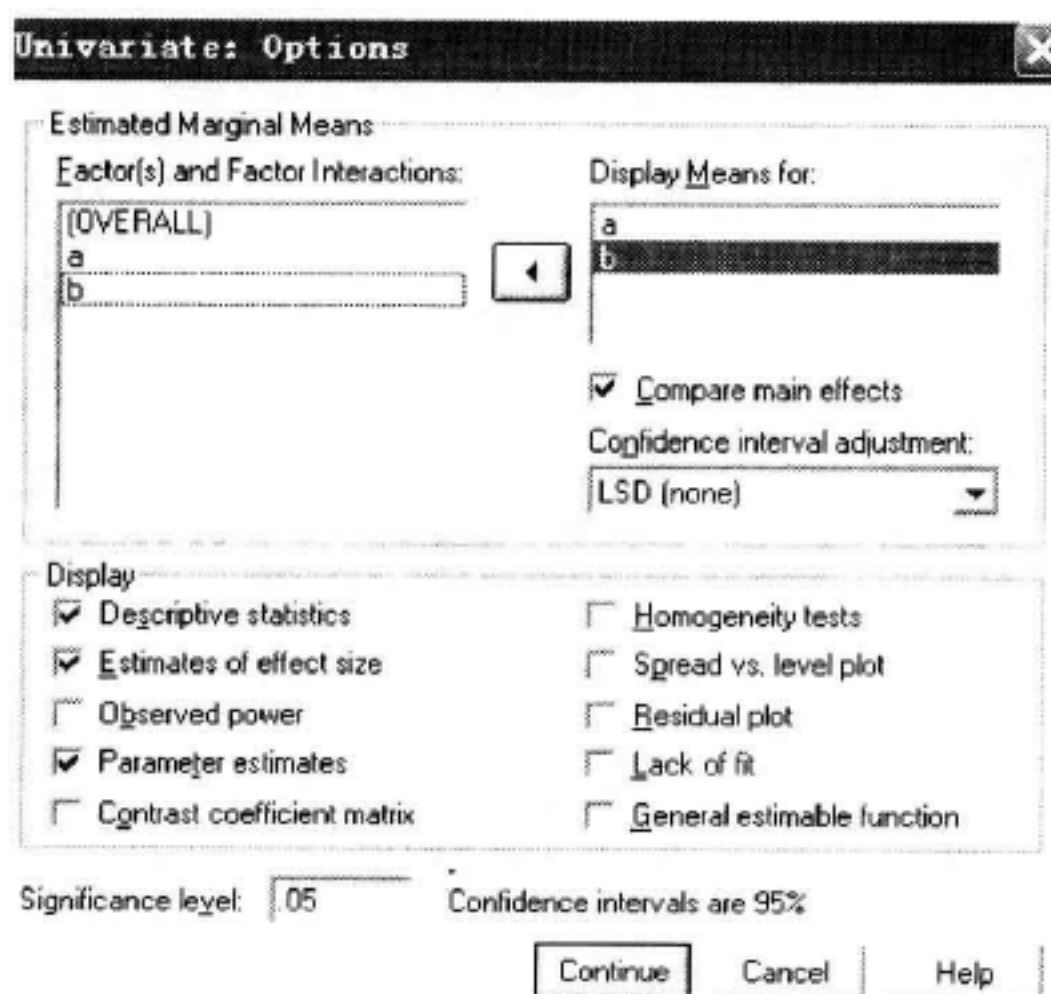 Univariate: Options
Estimated Marginal Means
Factor(s) and Factor Interactions:
(OVERALL)
a
b
Display Means for:
a
b
Compare main effects
Confidence interval adjustment:
LSD (none)
Display
Descriptive statistics
Estimates of effect size
Observed power
Parameter estimates
Contrast coefficient matrix
Homogeneity tests
Spread vs. level plot
Residual plot
Lack of fit
General estimable function
Significance level: .05 Confidence intervals are 95%
Continue Cancel Help